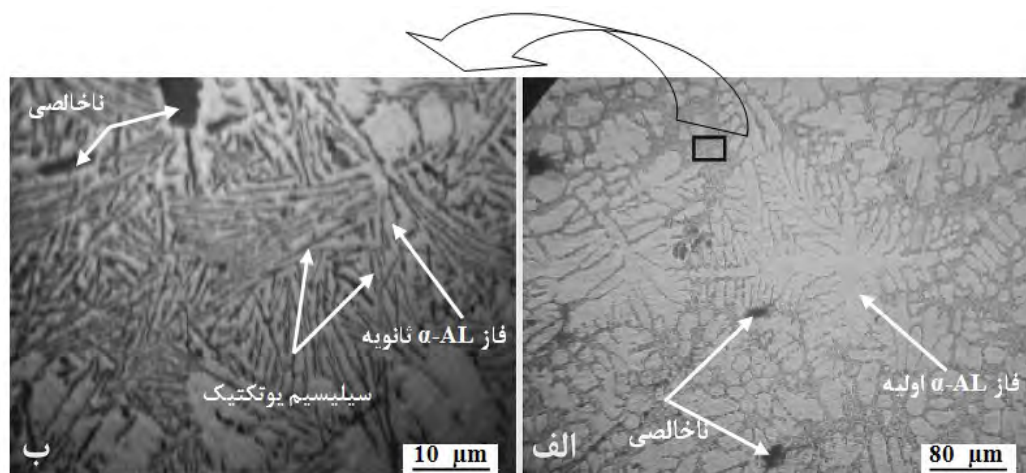 ناخالصی
فاز α-AL ثانویه
سیلیسیم یوتکتیک
ب
10 μm
فاز α-AL اولیه
ناخالصی
الف
80 μm